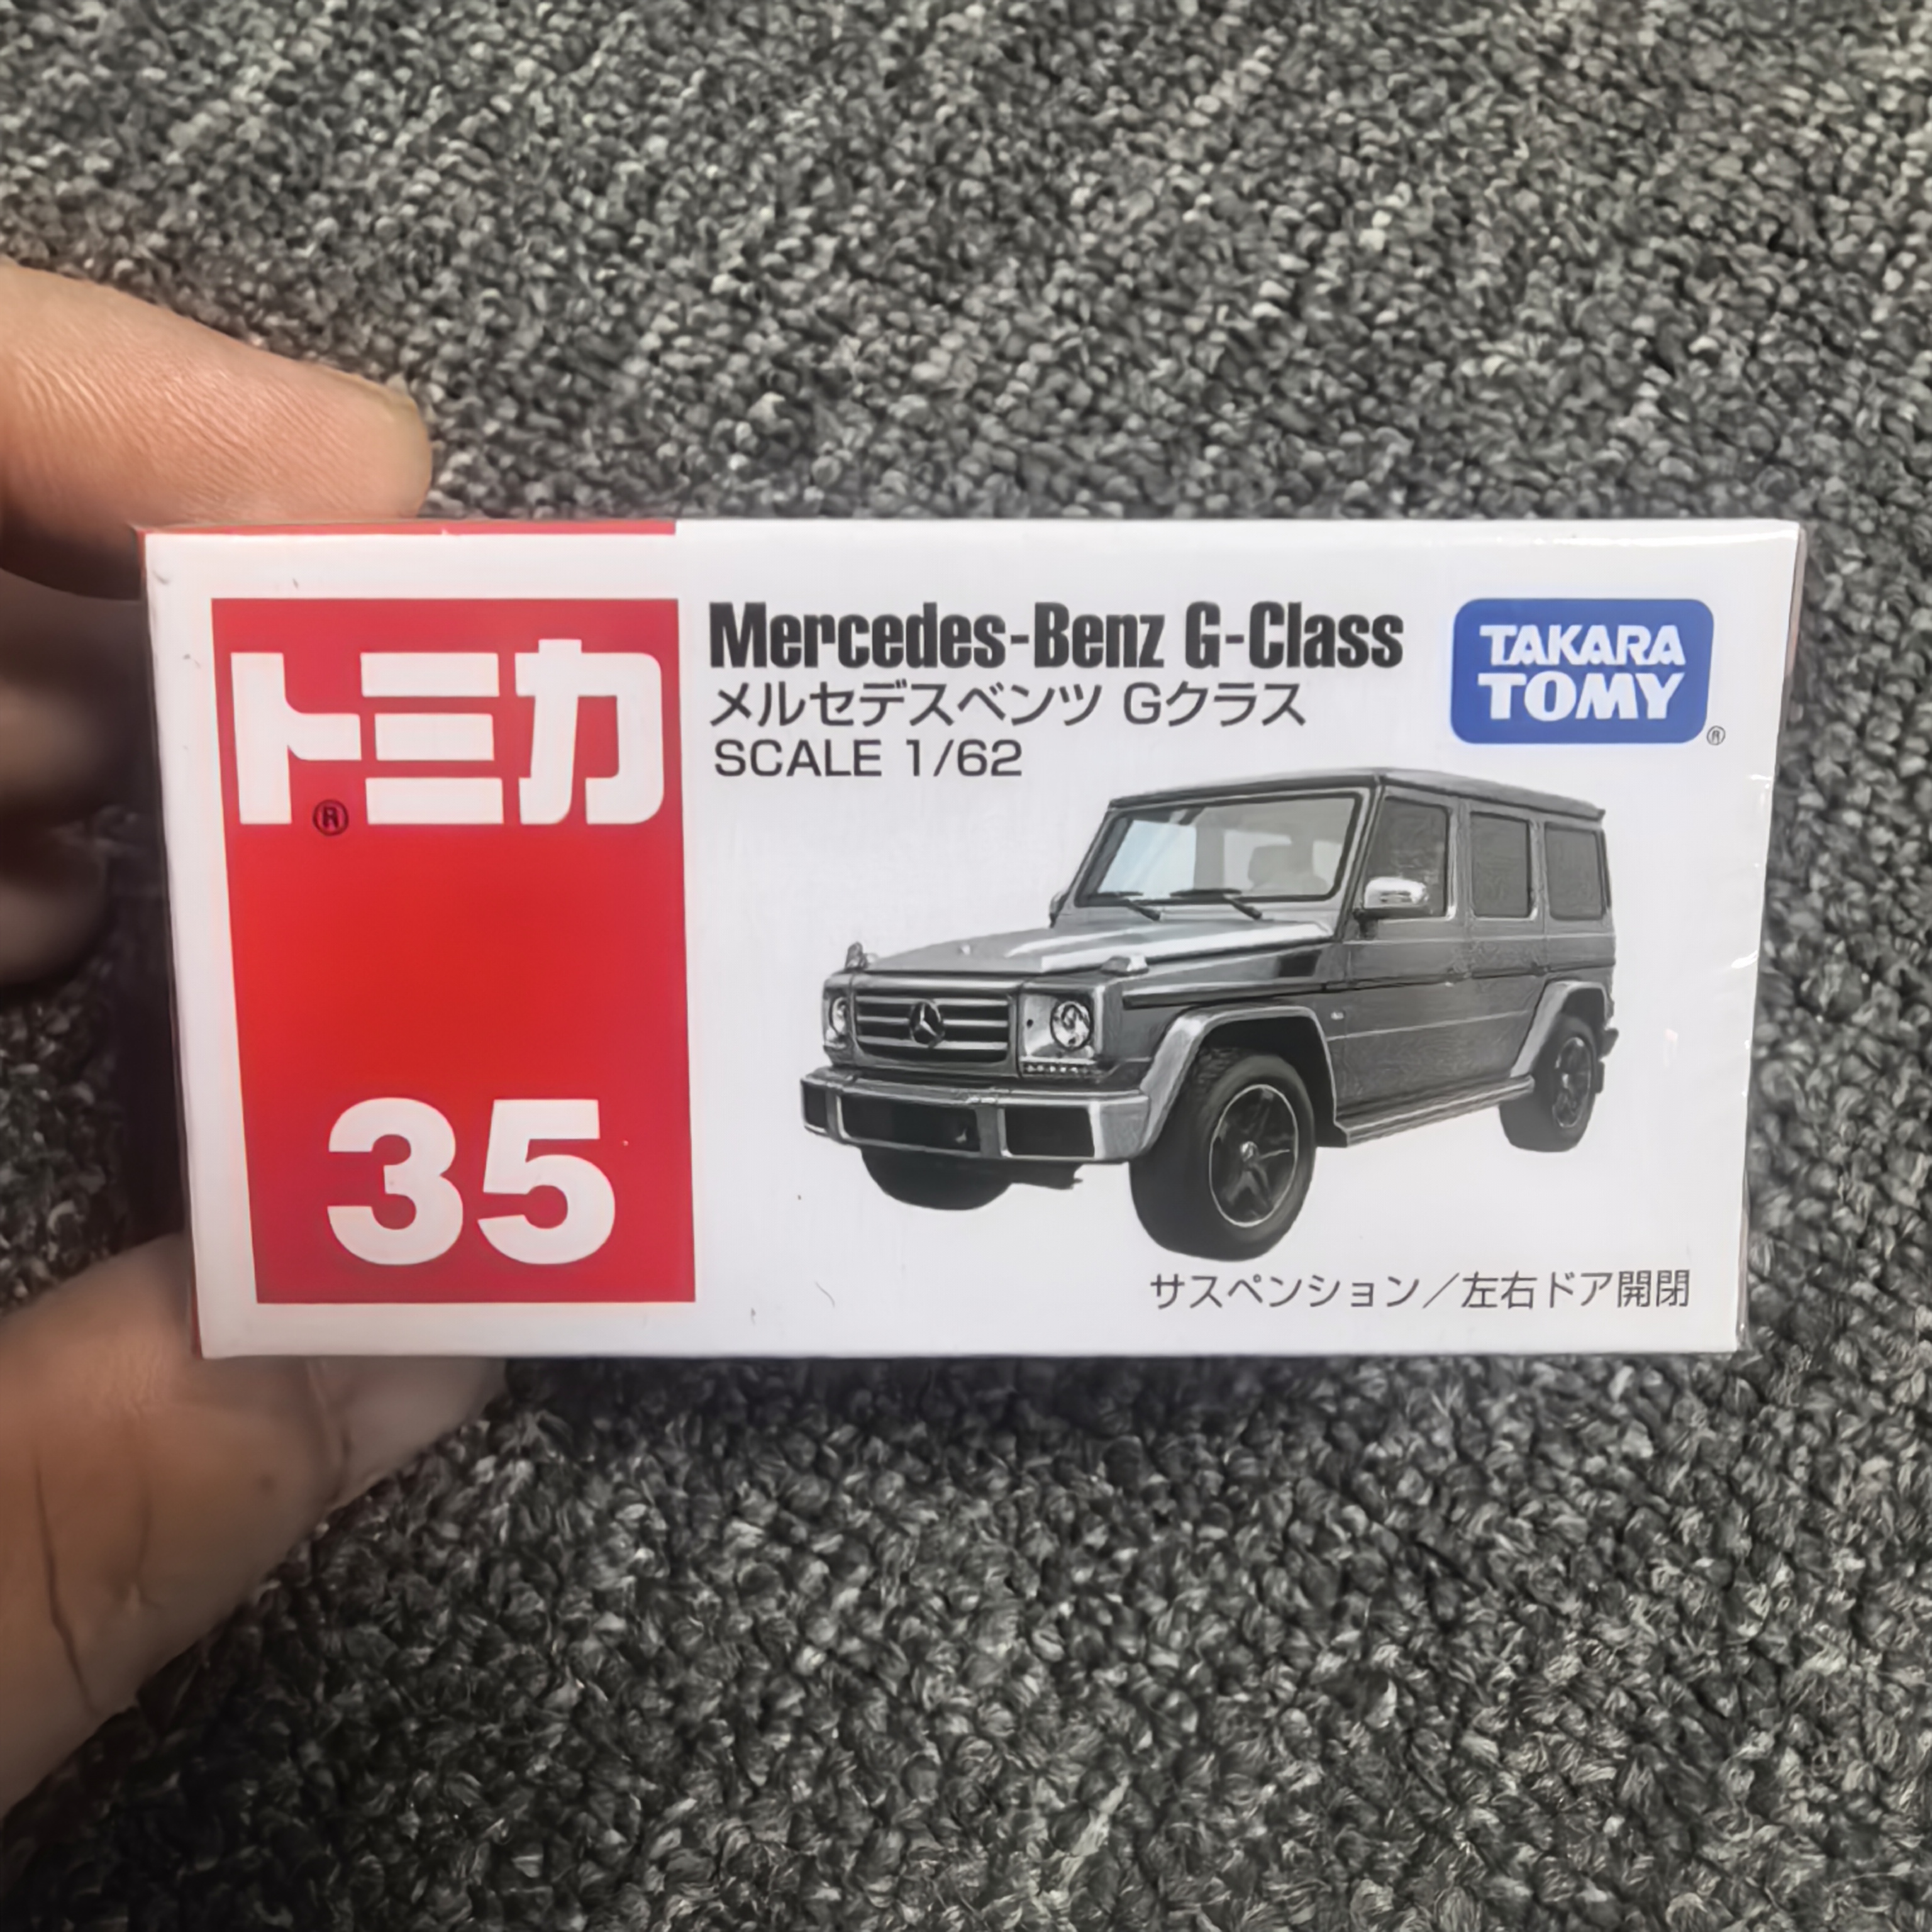 トミカ
®
35
Mercedes-Benz G-Class
メルセデスベンツ Gクラス
SCALE 1/62
TAKARA
TOMY
®
サスペンション／左右ドア開閉